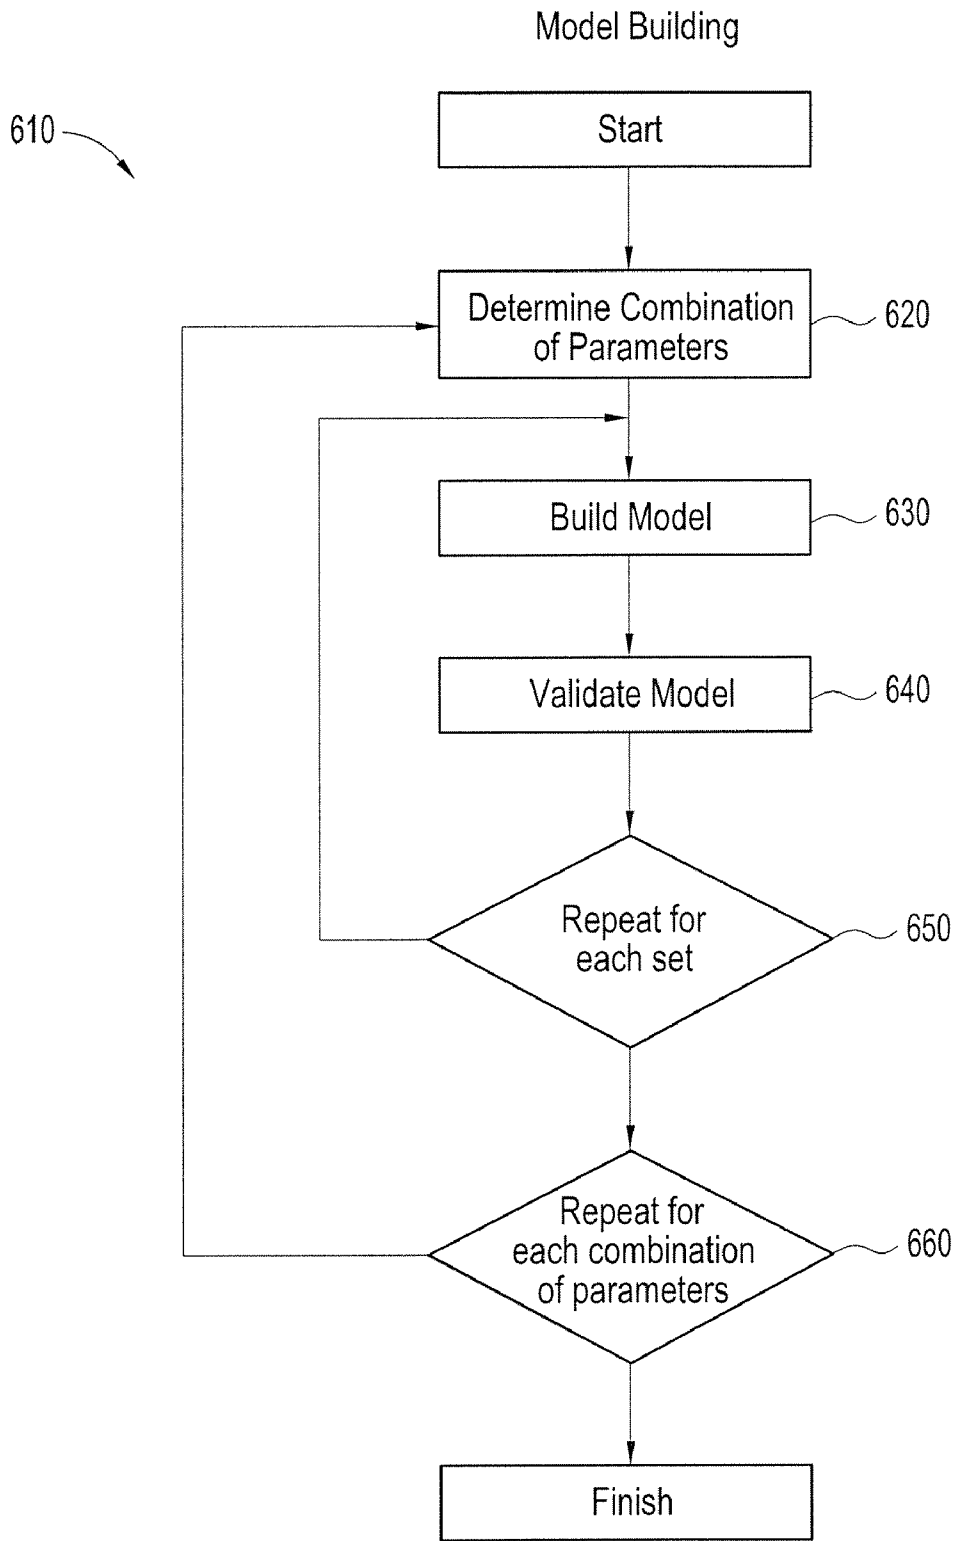 Model Building
610
Start
Determine Combination
of Parameters
620
Build Model
630
Validate Model
640
Repeat for
each set
650
Repeat for
each combination
of parameters
660
Finish